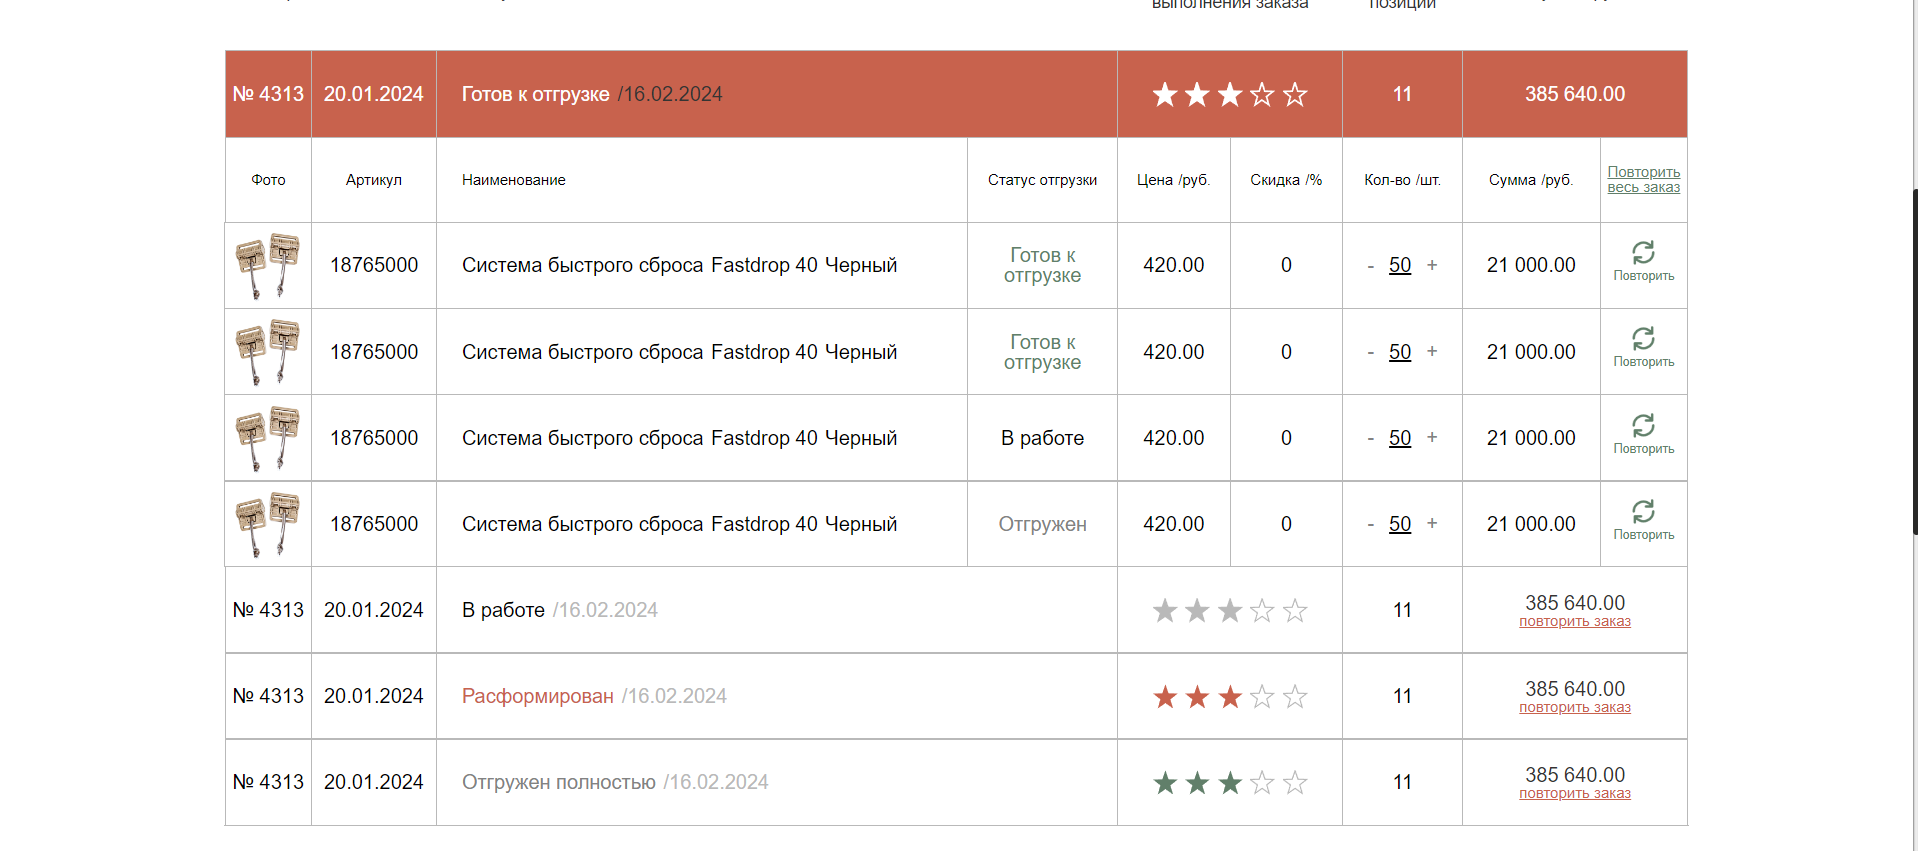 выполнения заказа
позиций
№ 4313 20.01.2024 Готов к отгрузке /16.02.2024 11 385 640.00
Фото Артикул Наименование Статус отгрузки Цена /руб. Скидка /% Кол-во /шт. Сумма /руб. Повторить
весь заказ
18765000 Система быстрого сброса Fastdrop 40 Черный Готов к
отгрузке 420.00 0 - 50 + 21 000.00 Повторить
18765000 Система быстрого сброса Fastdrop 40 Черный Готов к
отгрузке 420.00 0 - 50 + 21 000.00 Повторить
18765000 Система быстрого сброса Fastdrop 40 Черный В работе 420.00 0 - 50 + 21 000.00 Повторить
18765000 Система быстрого сброса Fastdrop 40 Черный Отгружен 420.00 0 - 50 + 21 000.00 Повторить
№ 4313 20.01.2024 В работе /16.02.2024 11 385 640.00
повторить заказ
№ 4313 20.01.2024 Расформирован /16.02.2024 11 385 640.00
повторить заказ
№ 4313 20.01.2024 Отгружен полностью /16.02.2024 11 385 640.00
повторить заказ